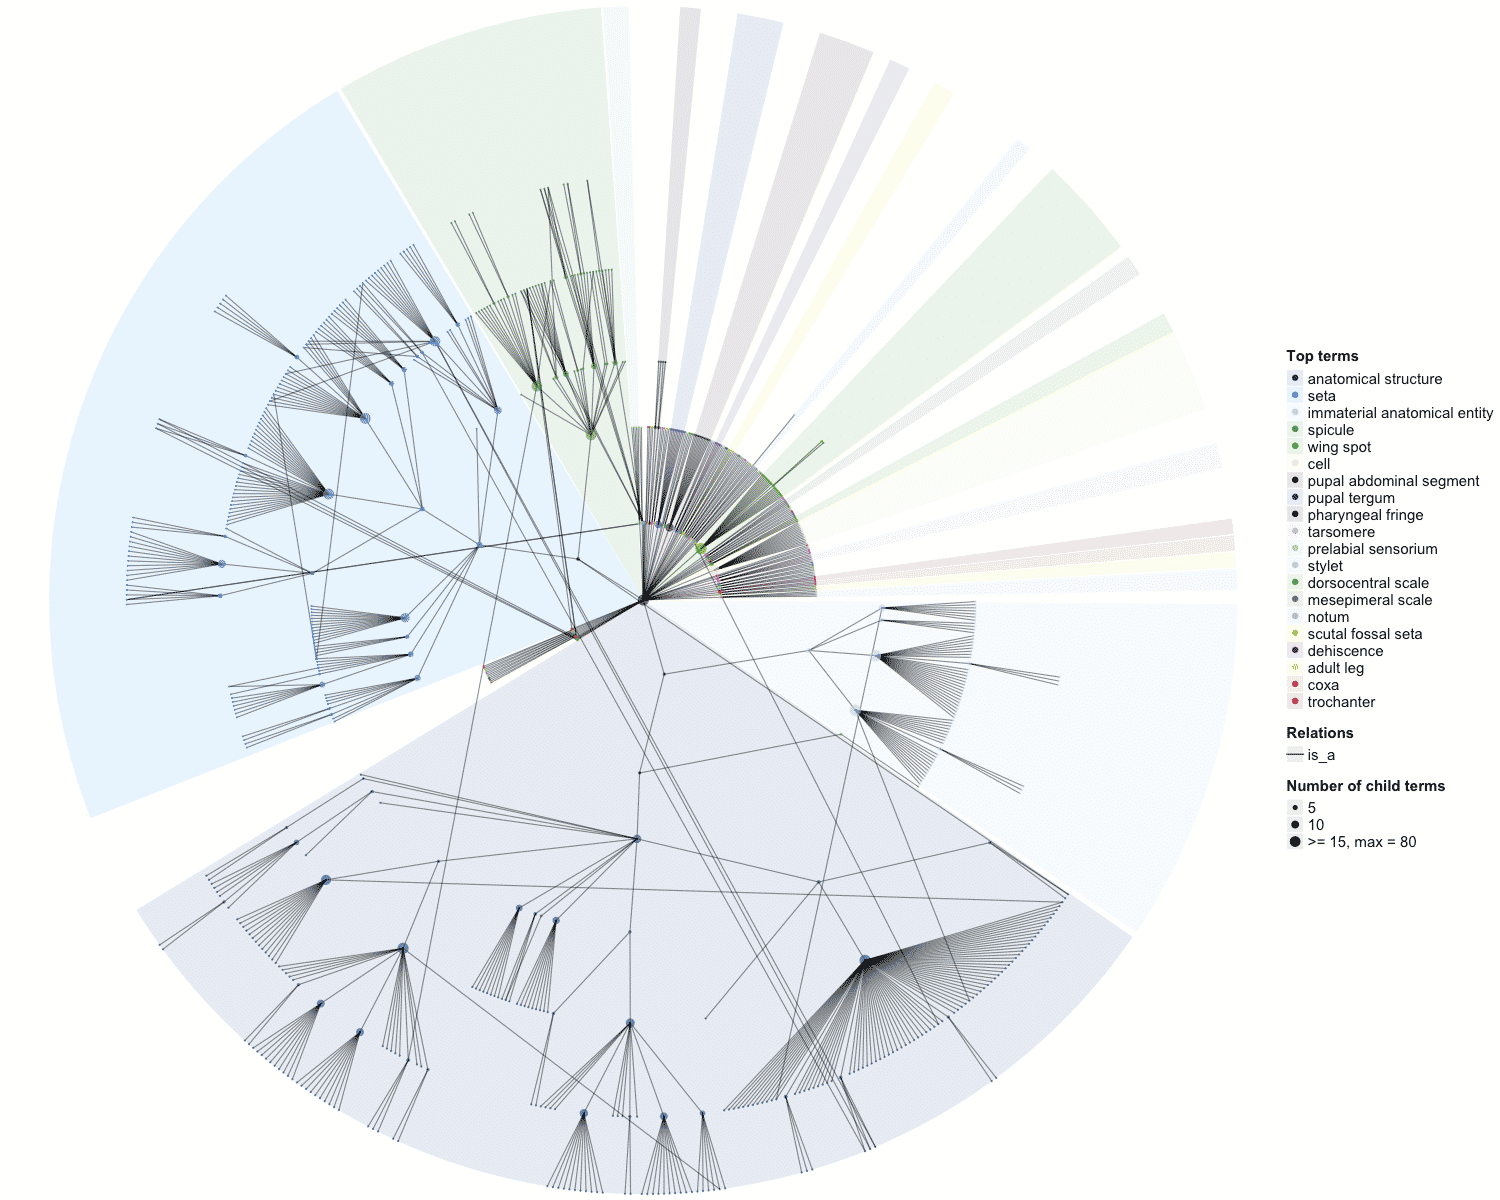 Top terms
anatomical structure
seta
immaterial anatomical entity
spicule
wing spot
cell
pupal abdominal segment
pupal tergum
pharyngeal fringe
tarsomere
prelabial sensorium
stylet
dorsocentral scale
mesepimeral scale
notum
scutal fossal seta
dehiscence
adult leg
coxa
trochanter
Relations
is_a
Number of child terms
5
10
>= 15, max = 80